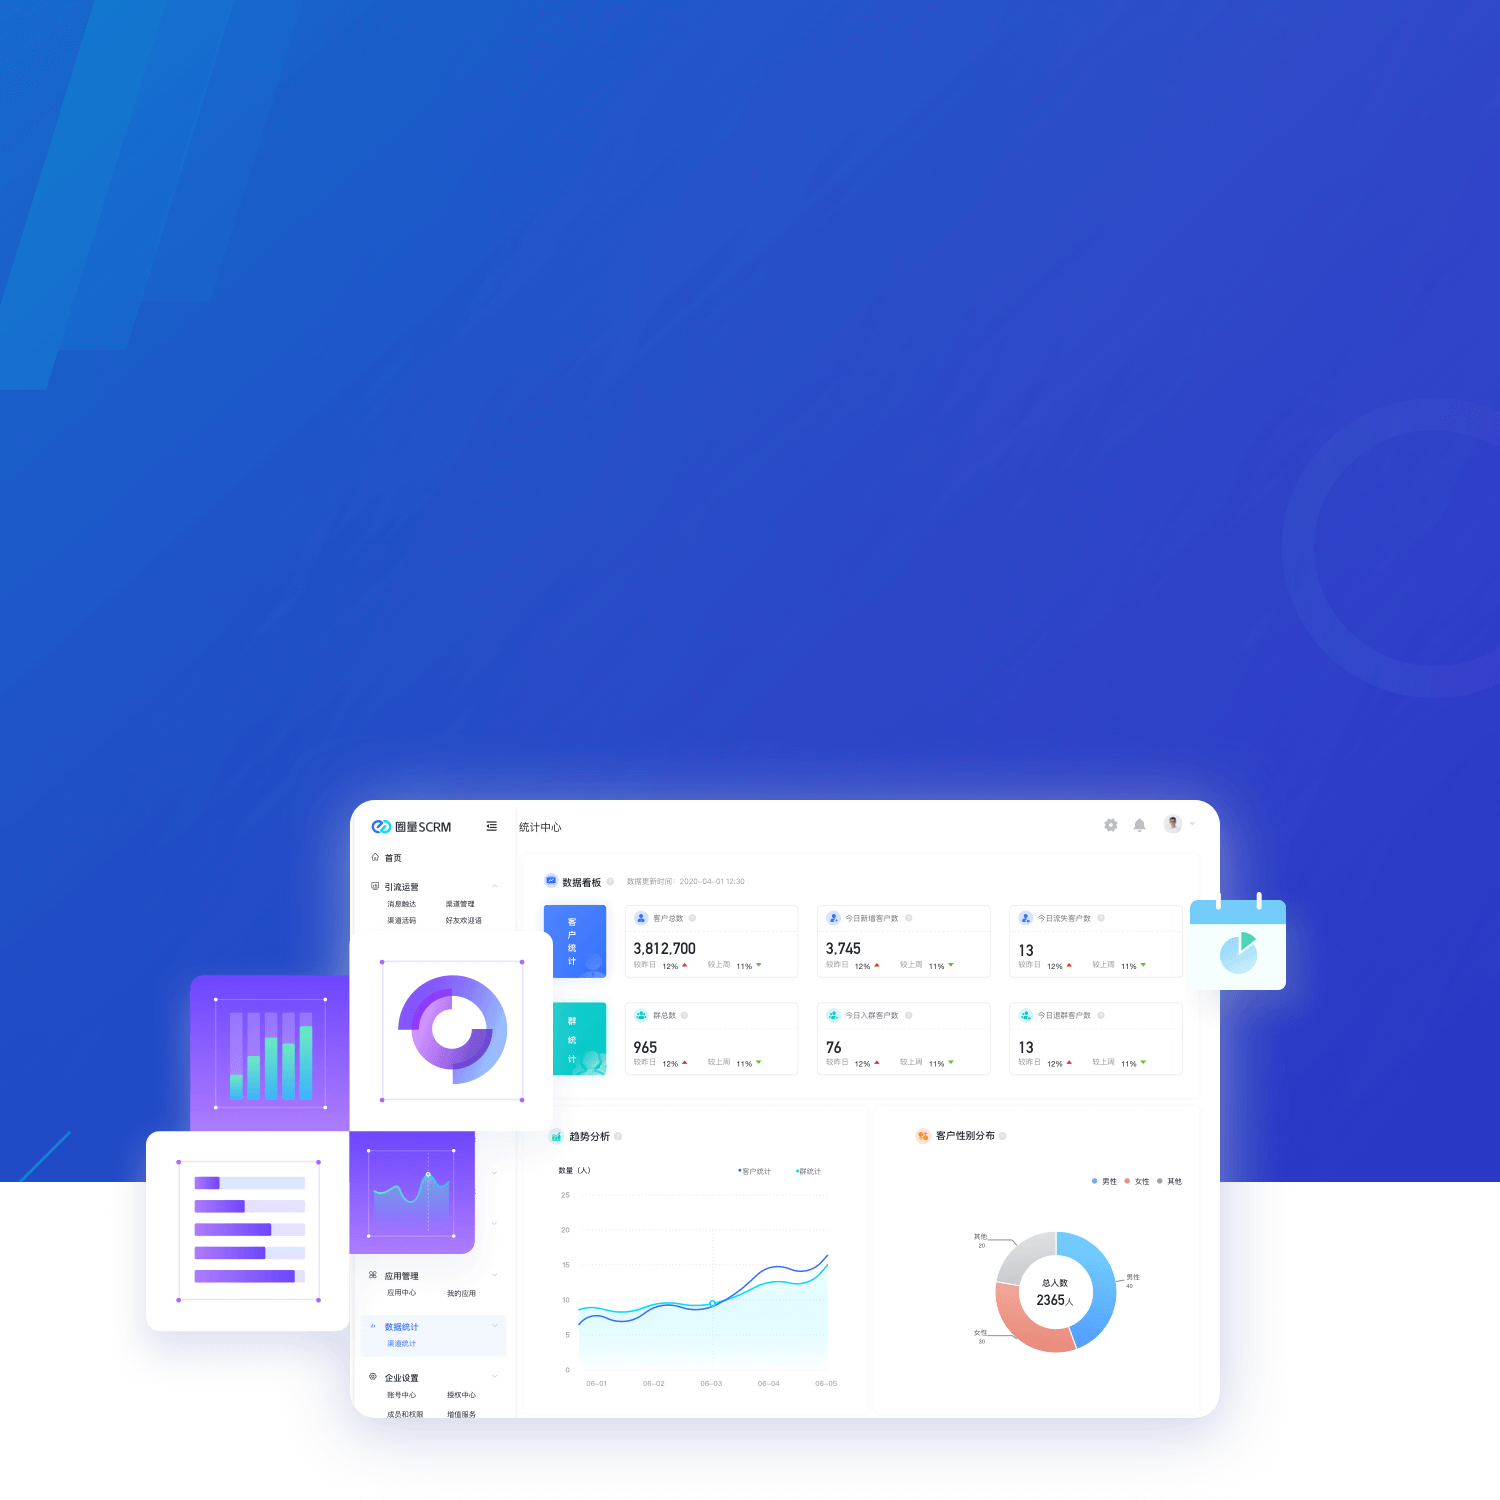 圈量SCRM
统计中心
首页
引流运营
消息触达 渠道管理
渠道活码 好友欢迎语
应用管理
应用中心 我的应用
数据统计
渠道统计
企业设置
账号中心 授权中心
成员和权限 增值服务
数据看板 数据更新时间：2020-04-01 12:30
客户统计
客户总数
3,812,700
较昨日 12% 较上周 11%
今日新增客户数
3,745
较昨日 12% 较上周 11%
今日流失客户数
13
较昨日 12% 较上周 11%
群统计
群总数
965
较昨日 12% 较上周 11%
今日入群客户数
76
较昨日 12% 较上周 11%
今日退群客户数
13
较昨日 12% 较上周 11%
趋势分析
数量（人）
客户统计 群统计
25
20
15
10
5
0
06-01 06-02 06-03 06-04 06-05
客户性别分布
男性 女性 其他
其他
20
男性
40
女性
30
总人数
2365人